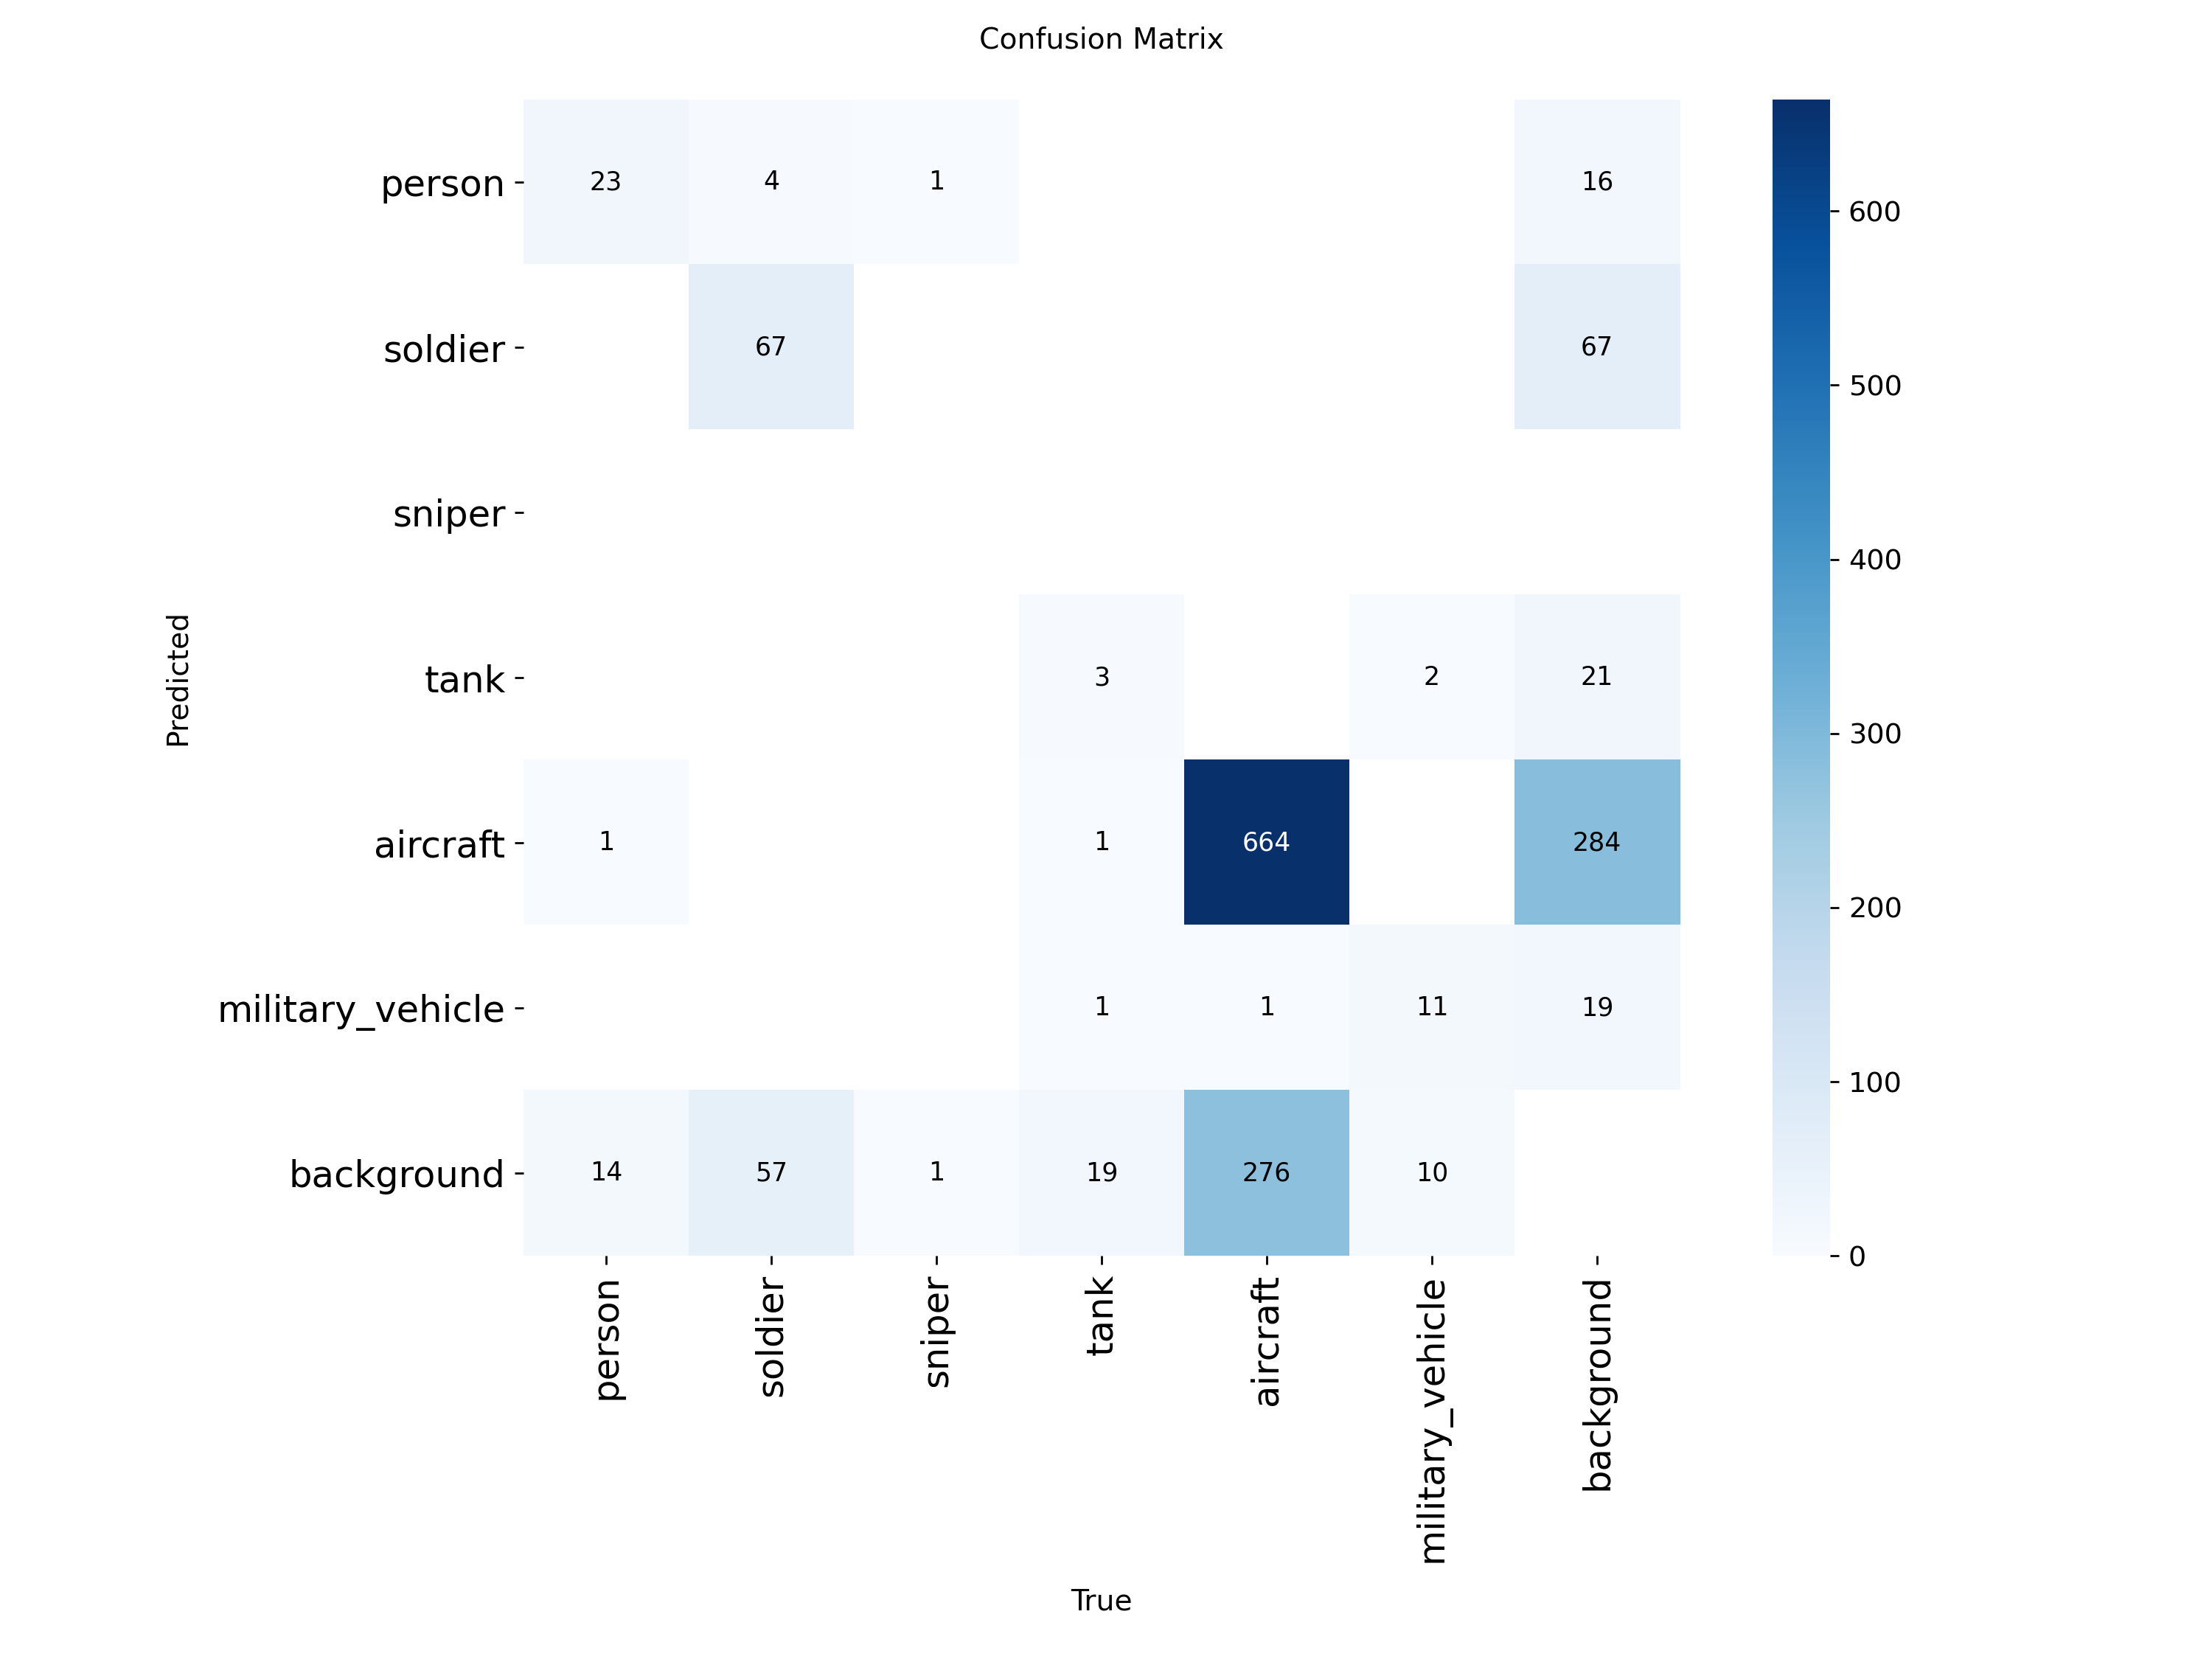 Confusion Matrix
person 23 4 1 16
600
soldier 67 67
500
sniper
400
Predicted
tank 3 2 21
300
aircraft 1 1 664 284
200
military_vehicle 1 1 11 19
100
background 14 57 1 19 276 10
0
person soldier sniper tank aircraft military_vehicle background
True